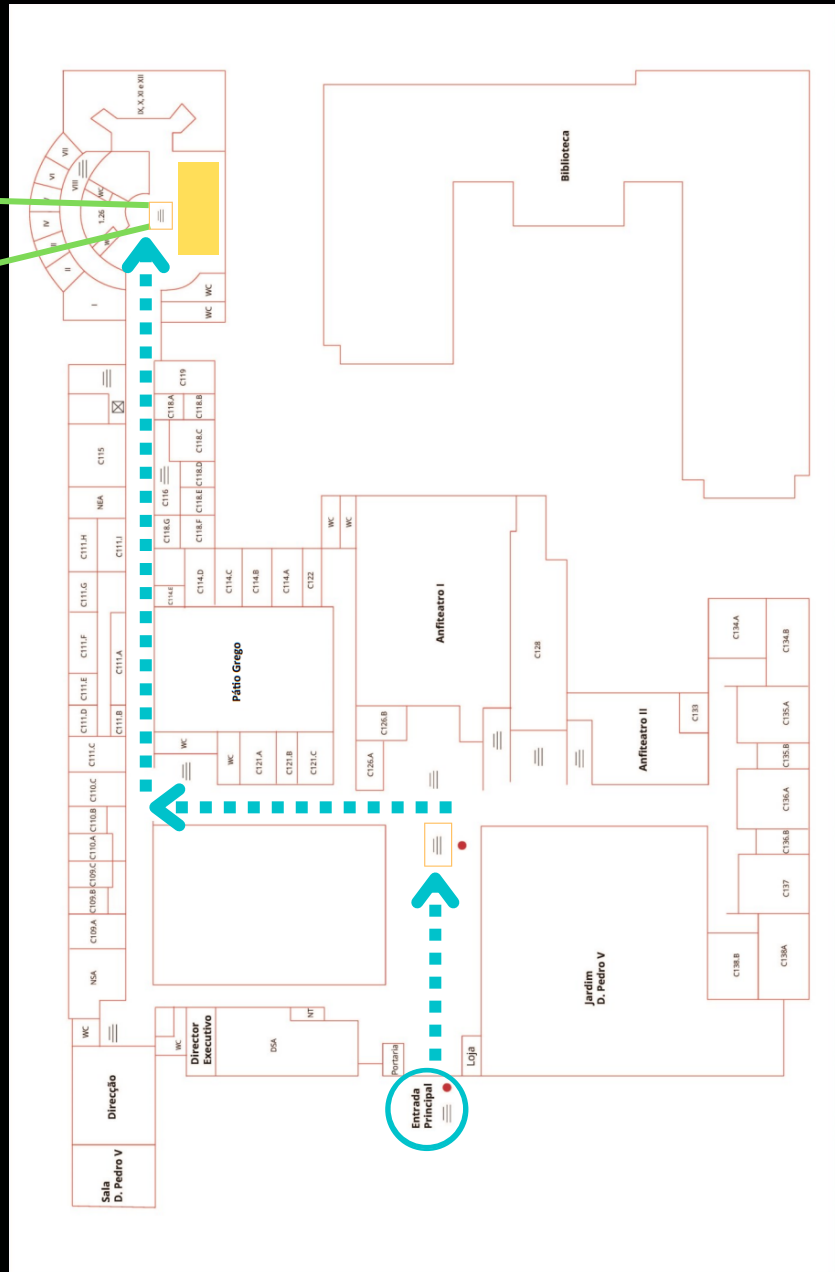 IX, X, XI e XII
VII
VI
V
IV
II
I
VIII
WC
1.26
WC
WC
Biblioteca
C119
C118.A
C118.B
C118.C
C116
C118.D
C118.E
C118.G
C118.F
C115
NEA
C111.H
C111.J
C111.G
C111.F
C111.A
C111.E
C111.D
C111.B
C111.C
C110.C
C110.B
C110.A
C109.C
C109.B
C109.A
NSA
WC
C114.E
C114.D
C114.C
C114.B
C114.A
C122
WC
WC
Pátio Grego
WC
WC
C121.A
C121.B
C121.C
Anfiteatro I
C126.B
C126.A
C128
Anfiteatro II
C133
C134.A
C134.B
C135.A
C135.B
C136.A
C136.B
C137
C138.B
C138A
Jardim
D. Pedro V
Loja
Portaria
Entrada
Principal
NT
DSA
Director
Executivo
WC
Direcção
Sala
D. Pedro V